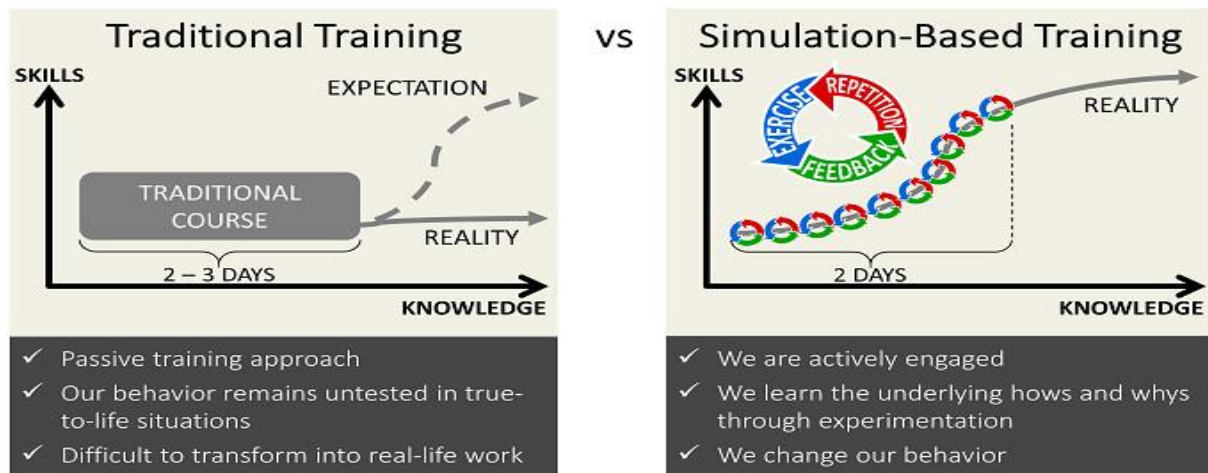 Traditional Training
vs
Simulation-Based Training
SKILLS
EXPECTATION
TRADITIONAL
COURSE
REALITY
2 – 3 DAYS
KNOWLEDGE
SKILLS
EXERCISE
REPETITION
FEEDBACK
REALITY
2 DAYS
KNOWLEDGE
✓ Passive training approach
✓ Our behavior remains untested in true-
to-life situations
✓ Difficult to transform into real-life work
✓ We are actively engaged
✓ We learn the underlying hows and whys
through experimentation
✓ We change our behavior